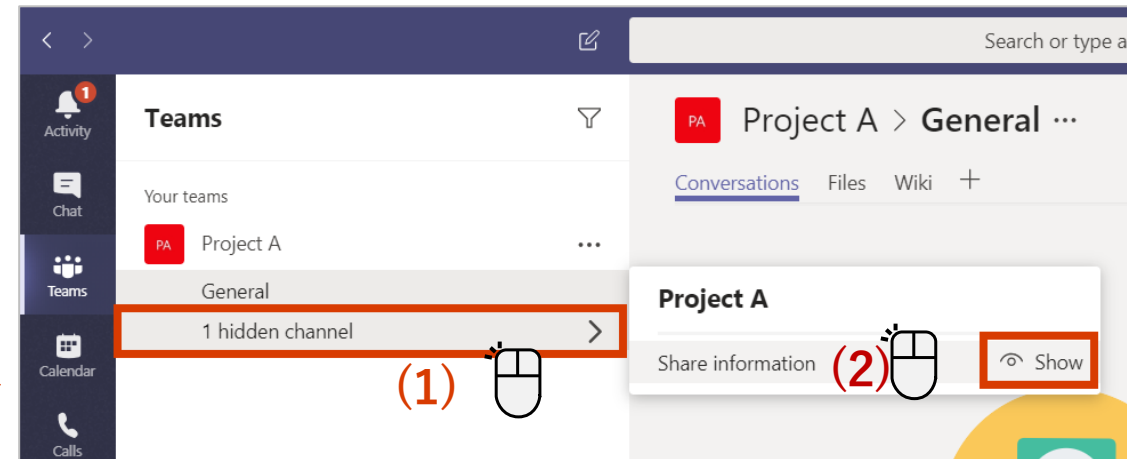 Search or type a
1
Activity
Chat
Teams
Calendar
Calls
Teams
Your teams
PA Project A ...
General
1 hidden channel
(1)
PA Project A > General ...
Conversations Files Wiki +
Project A
Share information
(2)
Show